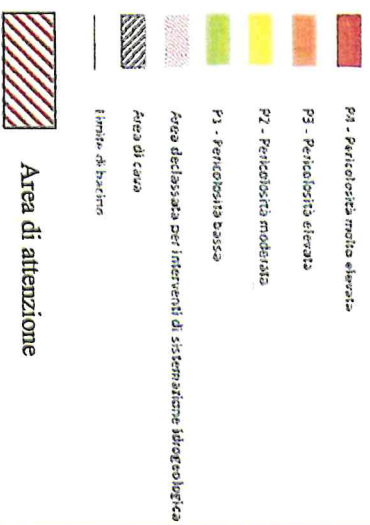 P4 - Pericolosità molto elevata
P3 - Pericolosità elevata
P2 - Pericolosità moderata
P1 - Pericolosità bassa
Area declassata per interventi di sistemazione idrogeologica
Area di cava
Limite di bacino
Area di attenzione